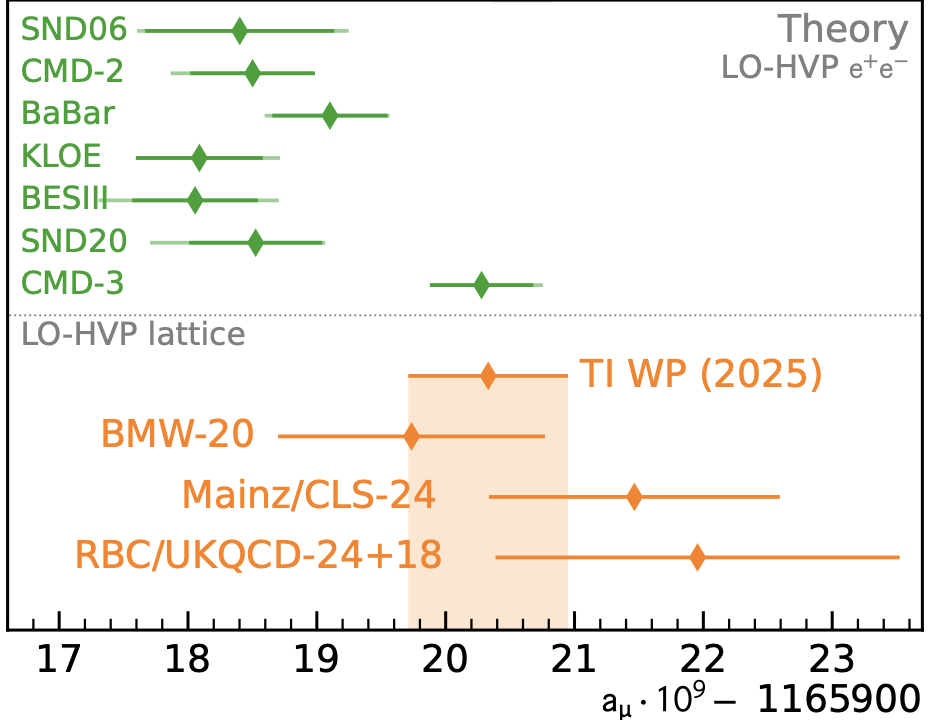 SND06
Theory
CMD-2
LO-HVP e⁺e⁻
BaBar
KLOE
BESIII
SND20
CMD-3
LO-HVP lattice
TI WP (2025)
BMW-20
Mainz/CLS-24
RBC/UKQCD-24+18
17 18 19 20 21 22 23
aμ · 10⁹ − 1165900